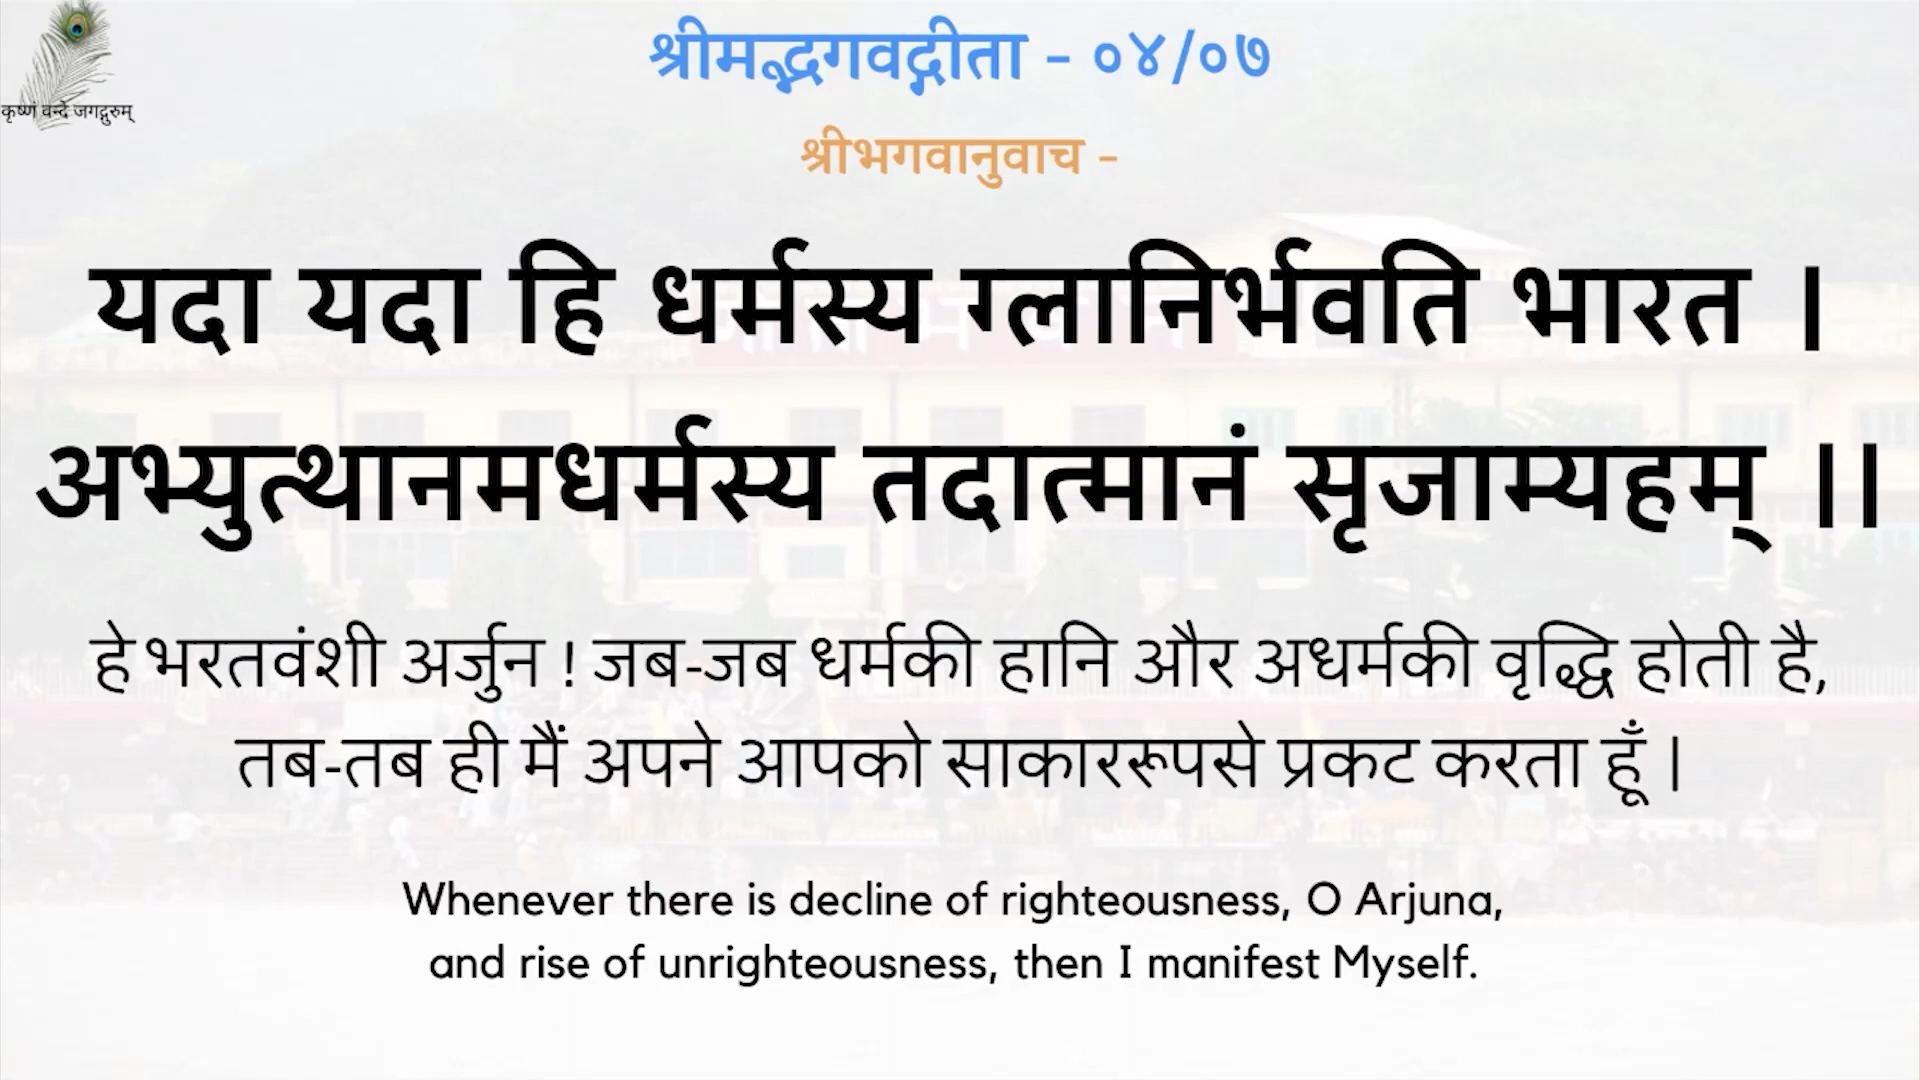 श्रीमद्भगवद्गीता - ०४/०७
कृष्णं वन्दे जगद्गुरुम्
श्रीभगवानुवाच -
यदा यदा हि धर्मस्य ग्लानिर्भवति भारत ।
अभ्युत्थानमधर्मस्य तदात्मानं सृजाम्यहम् ।।
हे भरतवंशी अर्जुन ! जब-जब धर्मकी हानि और अधर्मकी वृद्धि होती है,
तब-तब ही मैं अपने आपको साकाररूपसे प्रकट करता हूँ |
Whenever there is decline of righteousness, O Arjuna,
and rise of unrighteousness, then I manifest Myself.